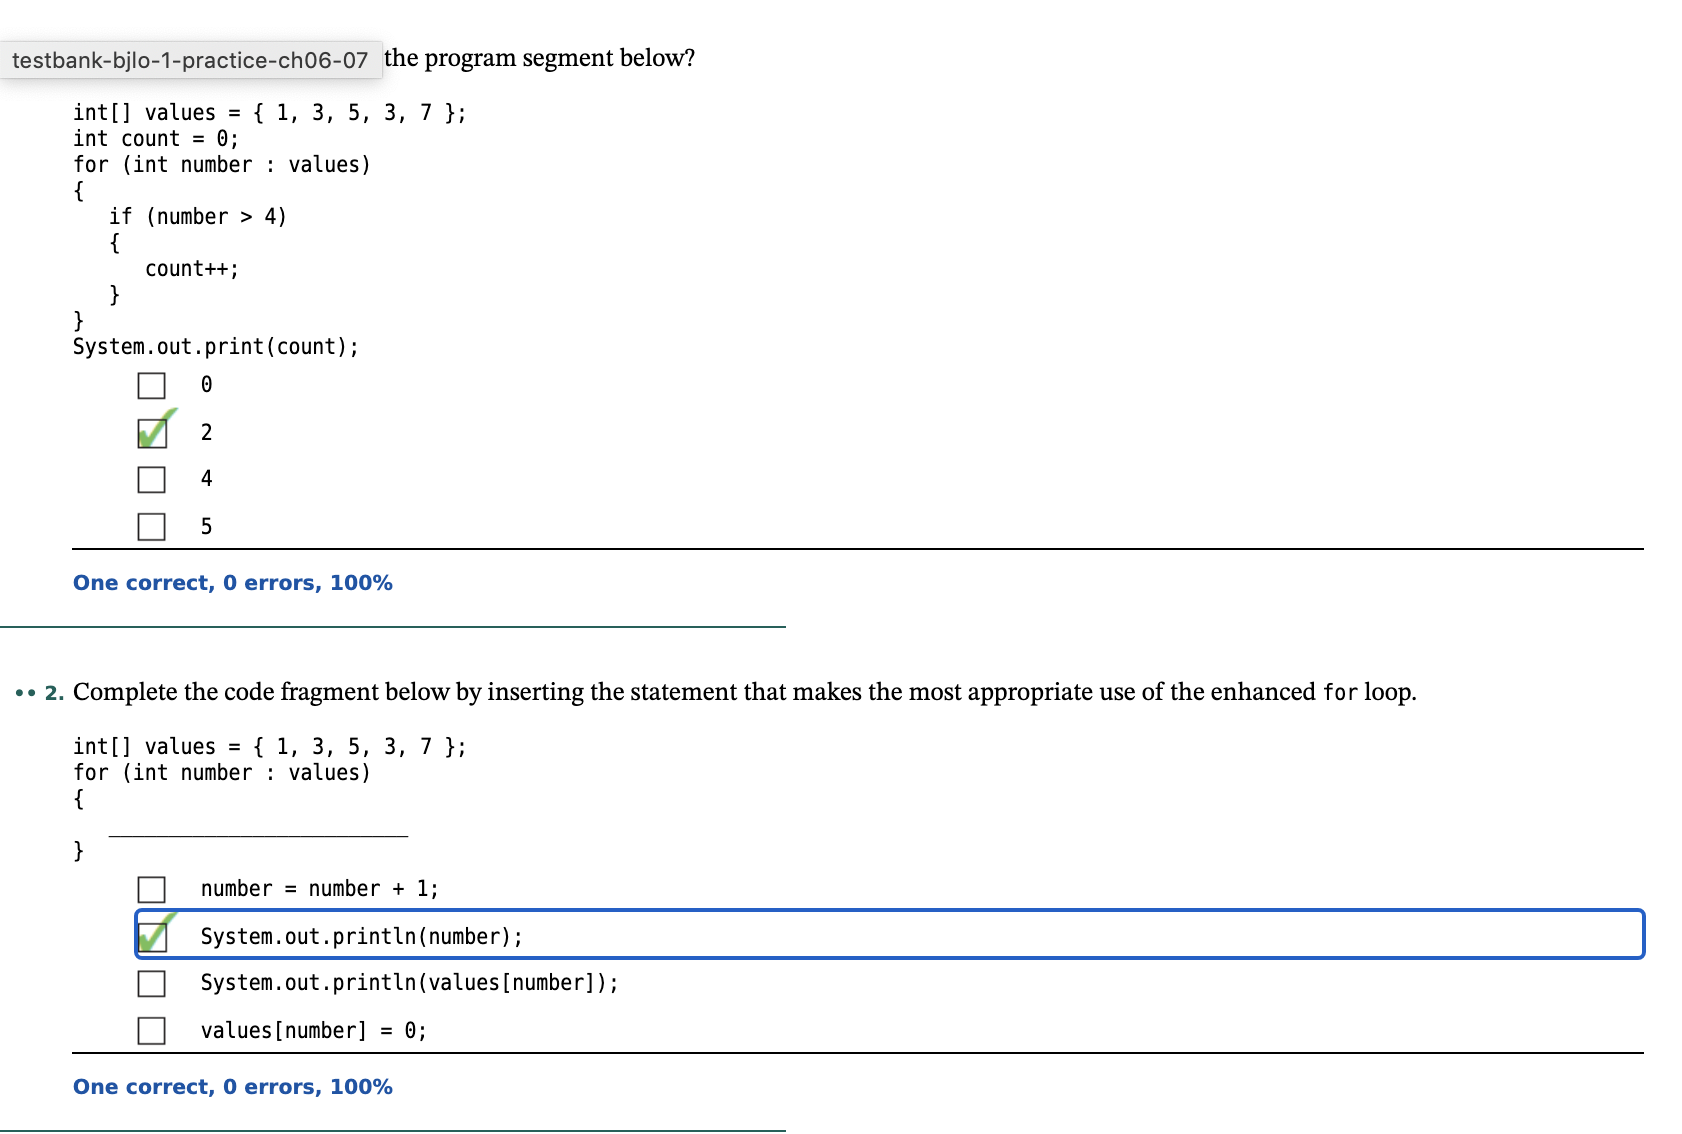 testbank-bjlo-1-practice-ch06-07 the program segment below?
int[] values = { 1, 3, 5, 3, 7 };
int count = 0;
for (int number : values)
{
   if (number > 4)
   {
      count++;
   }
}
System.out.print(count);
0
2
4
5
One correct, 0 errors, 100%
•• 2. Complete the code fragment below by inserting the statement that makes the most appropriate use of the enhanced for loop.
int[] values = { 1, 3, 5, 3, 7 };
for (int number : values)
{
   _________________________
}
number = number + 1;
System.out.println(number);
System.out.println(values[number]);
values[number] = 0;
One correct, 0 errors, 100%